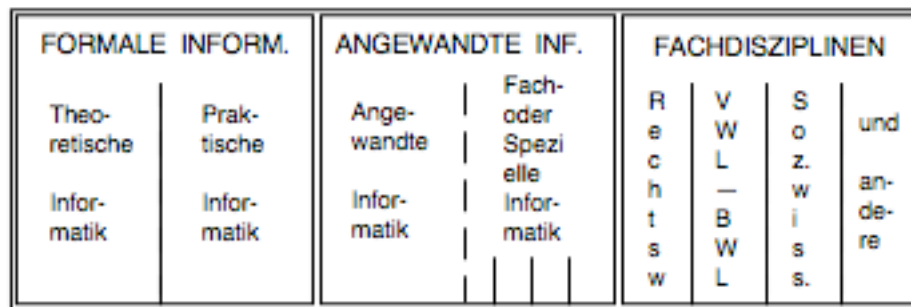 FORMALE INFORM.
Theo-
retische
Infor-
matik
Prak-
tische
Infor-
matik
ANGEWANDTE INF.
Ange-
wandte
Infor-
matik
Fach-
oder
Spezi
elle
Infor-
matik
FACHDISZIPLINEN
R
e
c
h
t
s
w
V
W
L
—
B
W
L
S
o
z.
w
i
s
s.
und
an-
de-
re